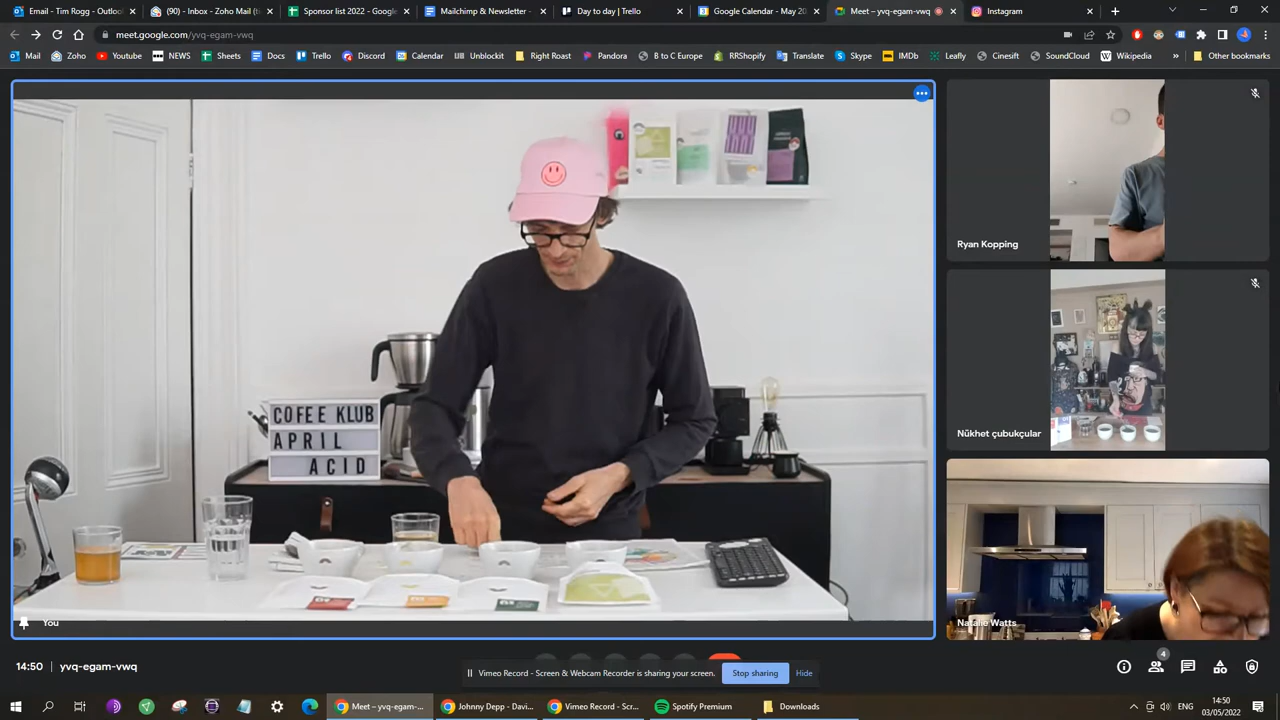 Email - Tim Rogg - Outloo
(90) - Inbox - Zoho Mail (t
Sponsor list 2022 - Google
Mailchimp & Newsletter -
Day to day | Trello
Google Calendar - May 20
Meet – yvq-egam-vwq
Instagram
meet.google.com/yvq-egam-vwq
Mail
Zoho
Youtube
NEWS
Sheets
Docs
Trello
Discord
Calendar
Unblockit
Right Roast
Pandora
B to C Europe
RRShopify
Translate
Skype
IMDb
Leafly
Cinesift
SoundCloud
Wikipedia
»
Other bookmarks
COFEE KLUB
APRIL
ACID
You
Ryan Kopping
Nükhet çubukçular
Natalie Watts
14:50 | yvq-egam-vwq
4
Vimeo Record - Screen & Webcam Recorder is sharing your screen.
Stop sharing
Hide
Meet – yvq-egam-...
Johnny Depp - Davi...
Vimeo Record - Scr...
Spotify Premium
Downloads
ENG
14:50
03/05/2022